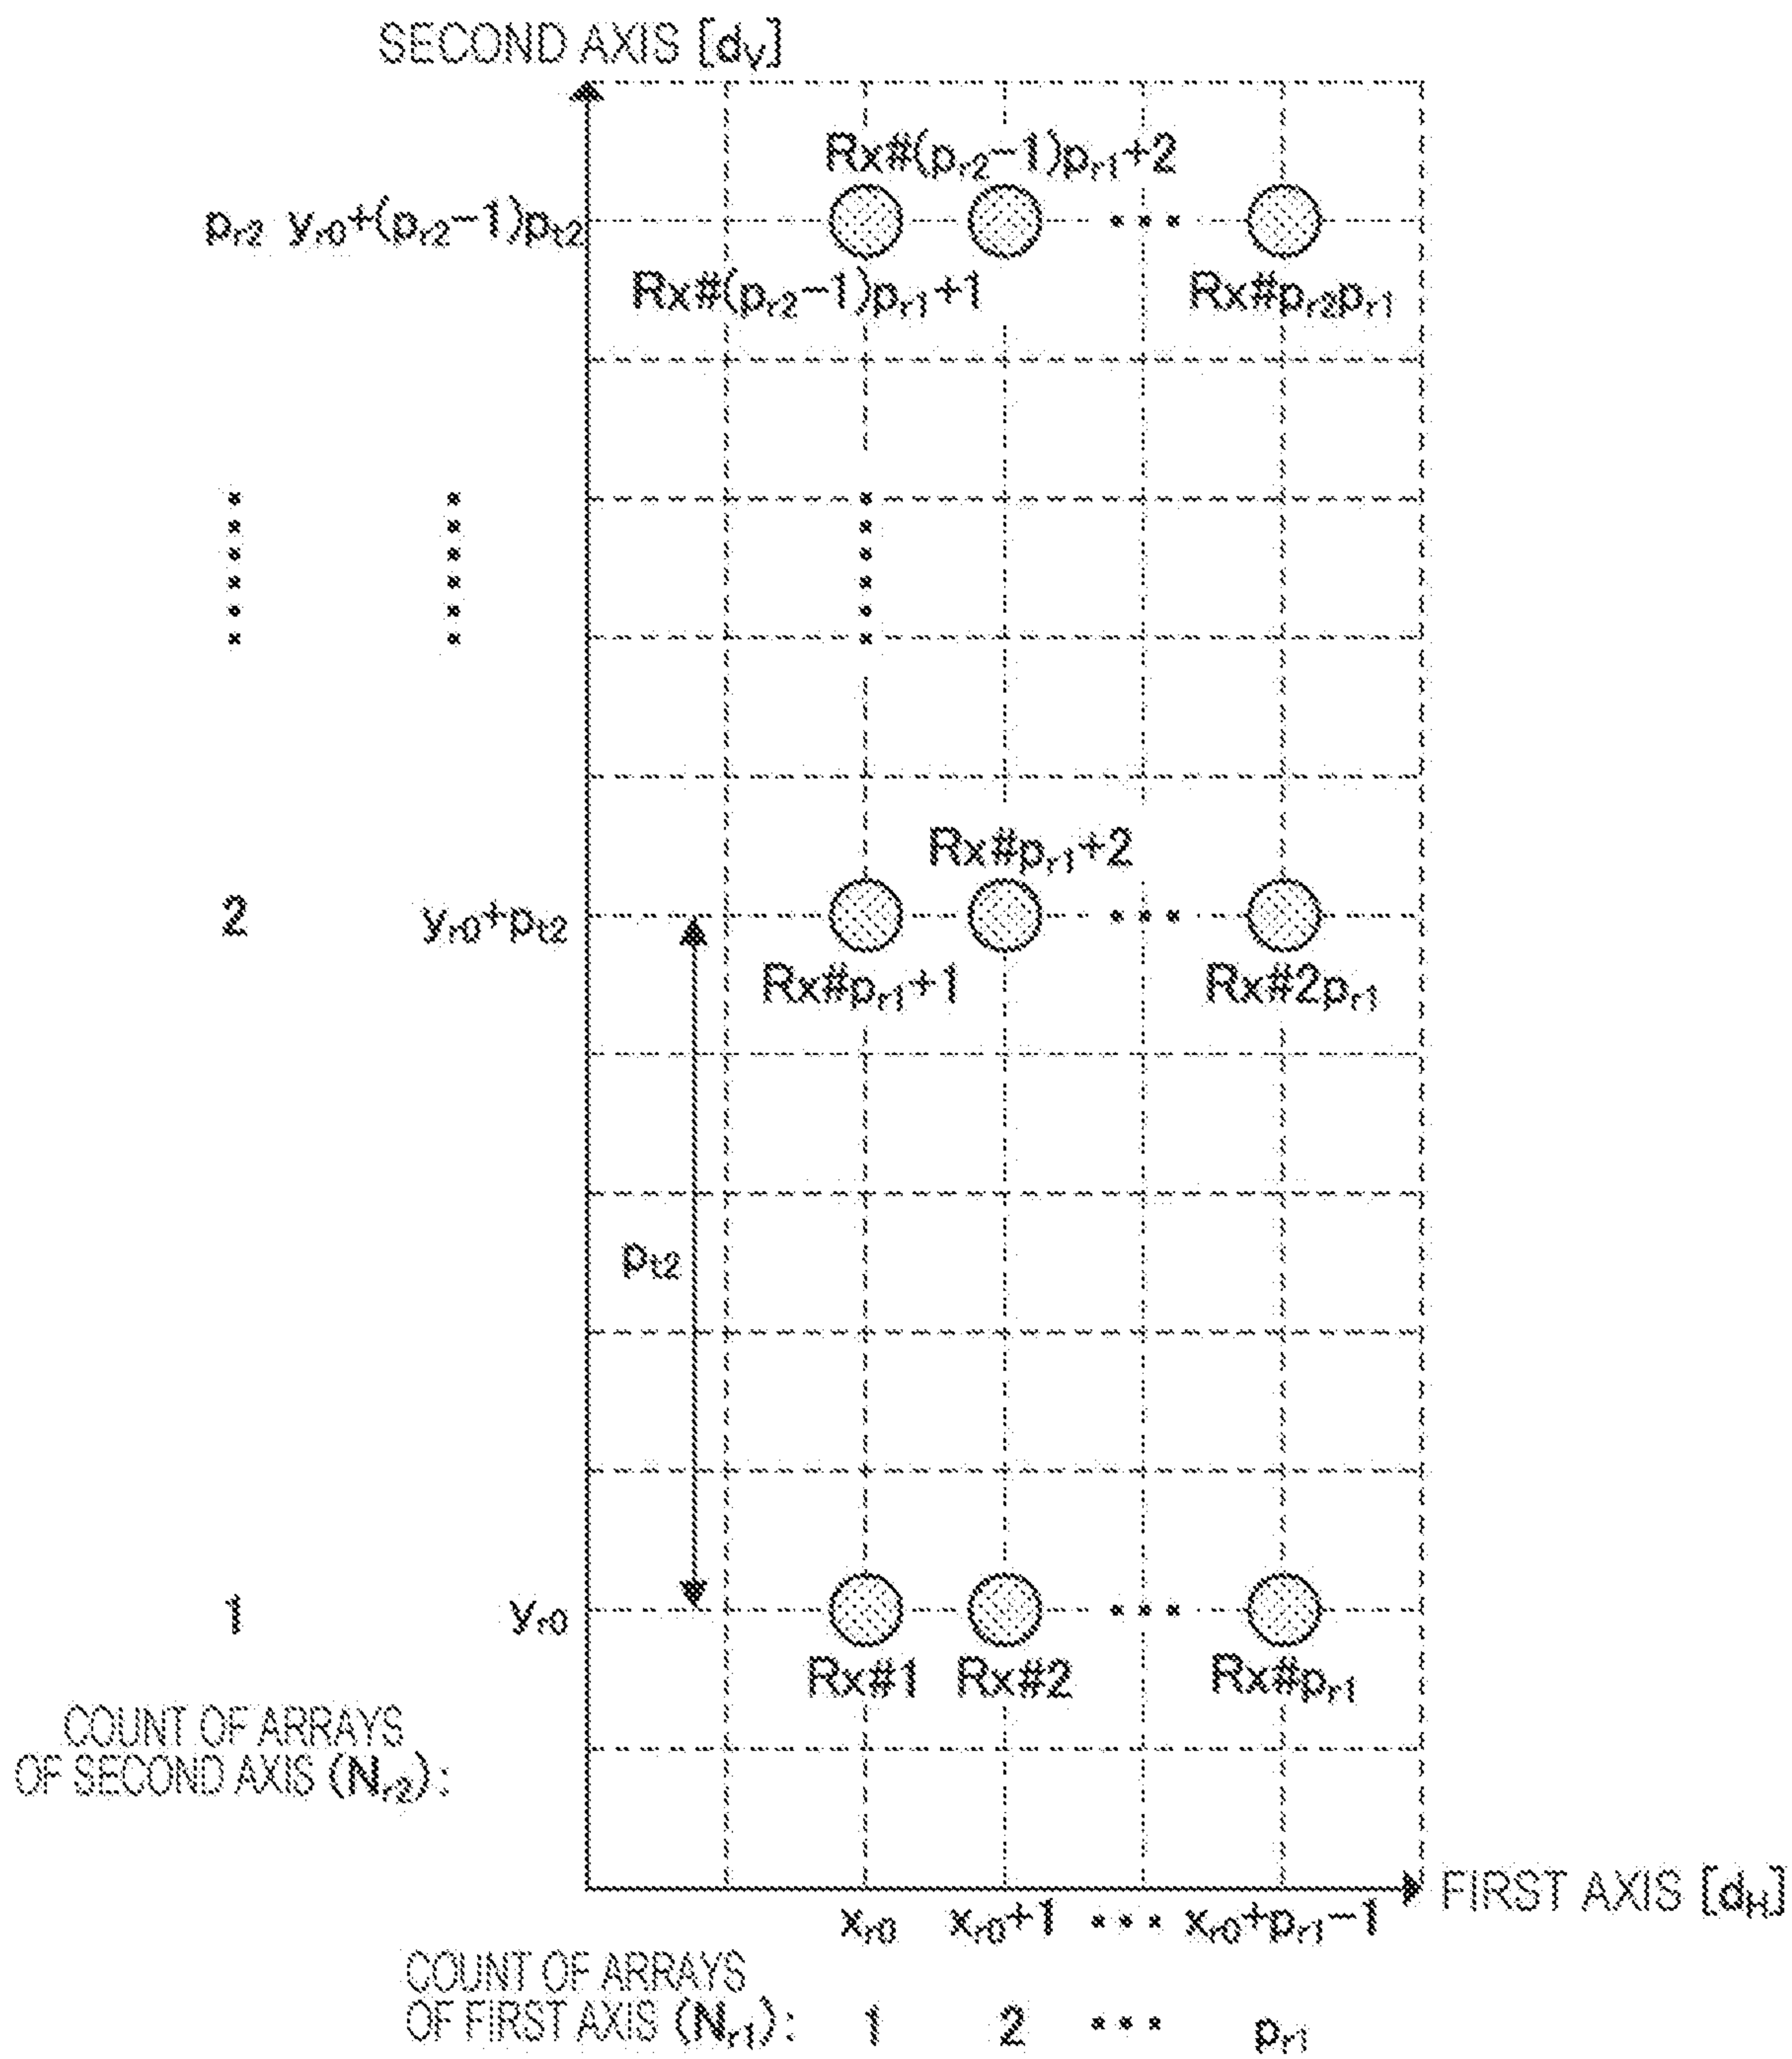 SECOND AXIS [dV]
Rx#(pr2−1)pr1+2
pr2 yr0+(pr2−1)pt2
Rx#(pr2−1)pr1+1 Rx#pr2pr1
Rx#pr1+2
2 yr0+pt2
Rx#pr1+1 Rx#2pr1
pt2
1 yr0
Rx#1 Rx#2 Rx#pr1
COUNT OF ARRAYS
OF SECOND AXIS (Nr2):
FIRST AXIS [dH]
xr0 xr0+1 ••• xr0+pr1−1
COUNT OF ARRAYS
OF FIRST AXIS (Nr1): 1 2 ••• pr1